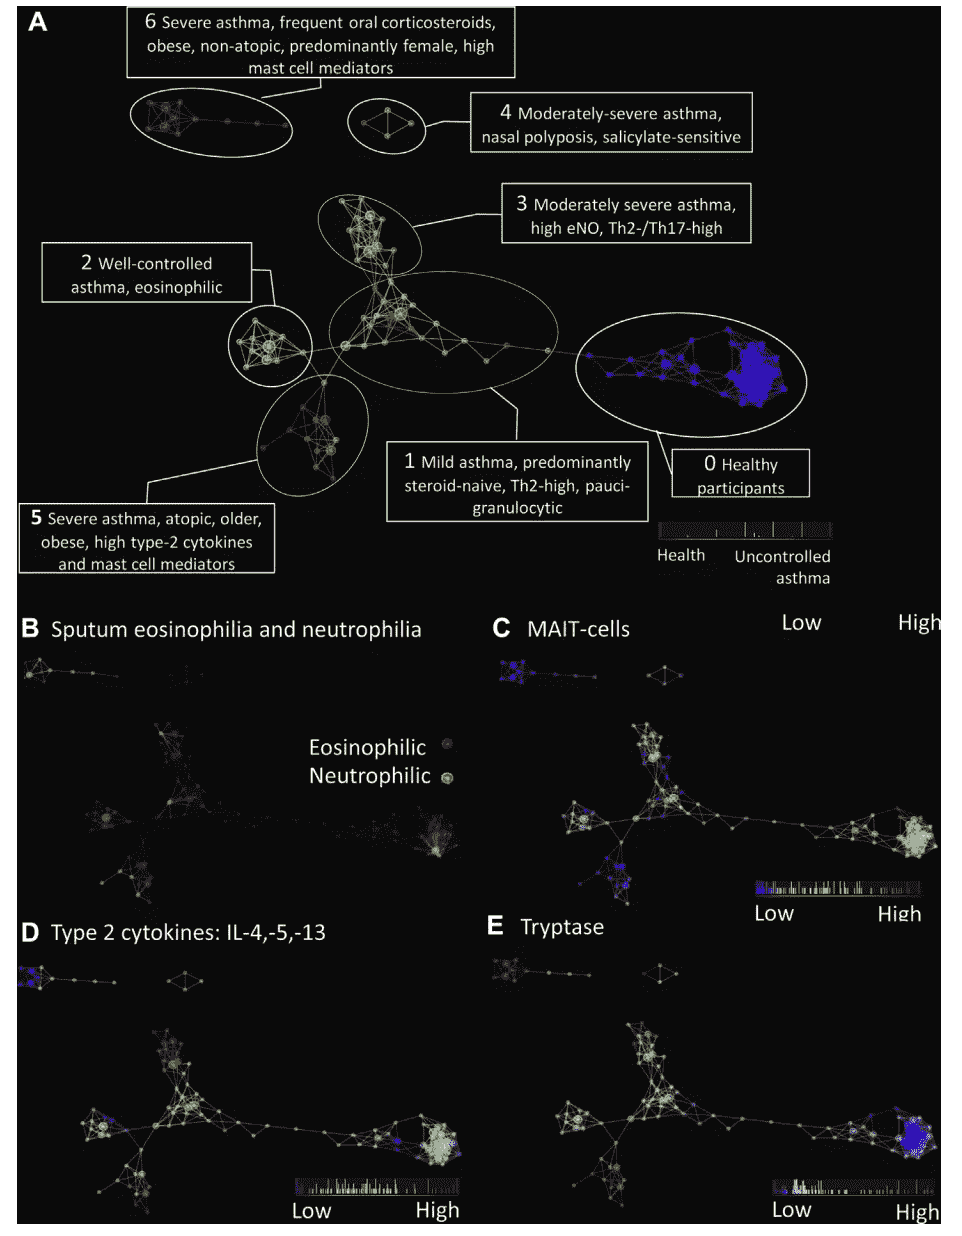 A
6 Severe asthma, frequent oral corticosteroids,
obese, non-atopic, predominantly female, high
mast cell mediators
4 Moderately-severe asthma,
nasal polyposis, salicylate-sensitive
3 Moderately severe asthma,
high eNO, Th2-/Th17-high
2 Well-controlled
asthma, eosinophilic
1 Mild asthma, predominantly
steroid-naive, Th2-high, pauci-
granulocytic
0 Healthy
participants
5 Severe asthma, atopic, older,
obese, high type-2 cytokines
and mast cell mediators
Health Uncontrolled
asthma
B Sputum eosinophilia and neutrophilia
Eosinophilic
Neutrophilic
C MAIT-cells
Low High
Low High
D Type 2 cytokines: IL-4,-5,-13
Low High
E Tryptase
Low High